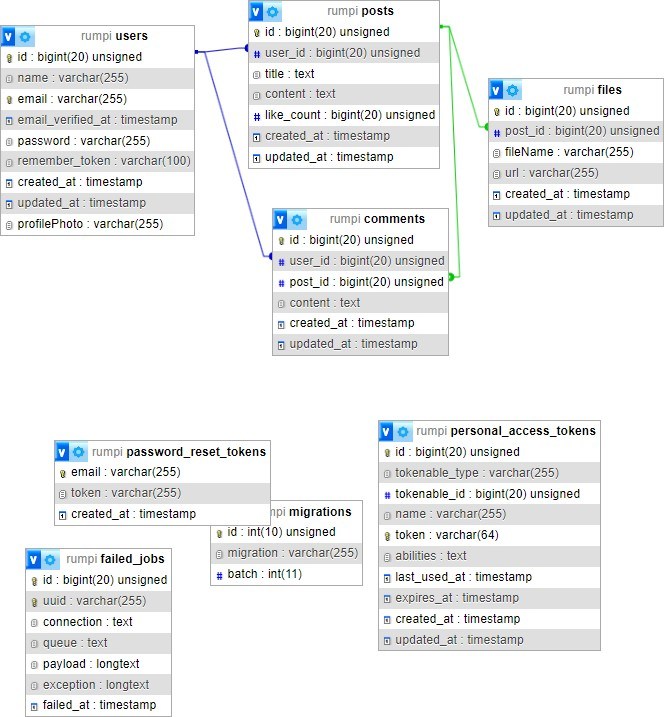 rumpi users
id : bigint(20) unsigned
name : varchar(255)
email : varchar(255)
email_verified_at : timestamp
password : varchar(255)
remember_token : varchar(100)
created_at : timestamp
updated_at : timestamp
profilePhoto : varchar(255)
rumpi posts
id : bigint(20) unsigned
user_id : bigint(20) unsigned
title : text
content : text
like_count : bigint(20) unsigned
created_at : timestamp
updated_at : timestamp
rumpi files
id : bigint(20) unsigned
post_id : bigint(20) unsigned
fileName : varchar(255)
url : varchar(255)
created_at : timestamp
updated_at : timestamp
rumpi comments
id : bigint(20) unsigned
user_id : bigint(20) unsigned
post_id : bigint(20) unsigned
content : text
created_at : timestamp
updated_at : timestamp
rumpi password_reset_tokens
email : varchar(255)
token : varchar(255)
created_at : timestamp
mpi migrations
id : int(10) unsigned
migration : varchar(255)
batch : int(11)
rumpi failed_jobs
id : bigint(20) unsigned
uuid : varchar(255)
connection : text
queue : text
payload : longtext
exception : longtext
failed_at : timestamp
rumpi personal_access_tokens
id : bigint(20) unsigned
tokenable_type : varchar(255)
tokenable_id : bigint(20) unsigned
name : varchar(255)
token : varchar(64)
abilities : text
last_used_at : timestamp
expires_at : timestamp
created_at : timestamp
updated_at : timestamp